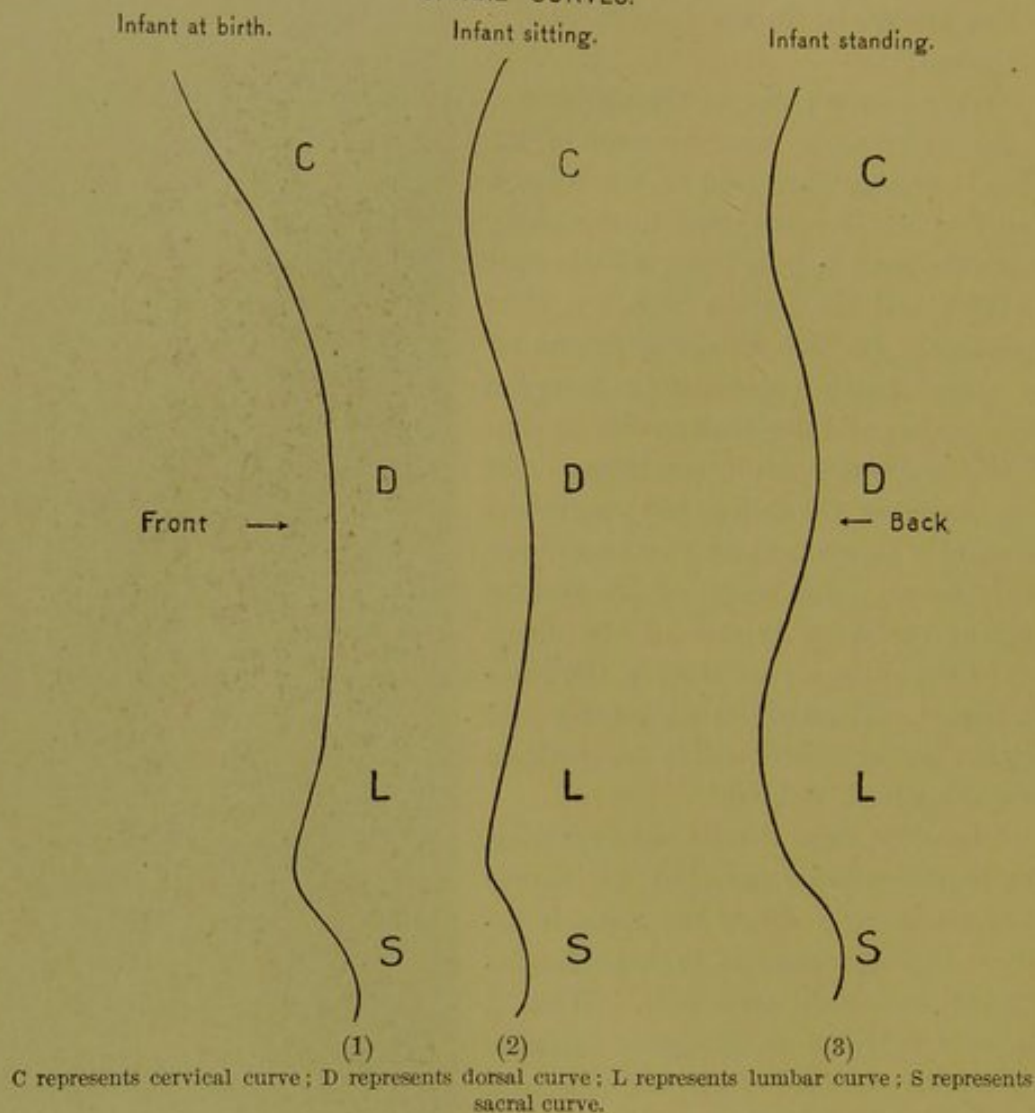 Infant at birth.
Infant sitting.
Infant standing.
C
C
C
D
D
D
Front
Back
L
L
L
S
S
S
(1)
(2)
(3)
C represents cervical curve; D represents dorsal curve; L represents lumbar curve; S represents
sacral curve.